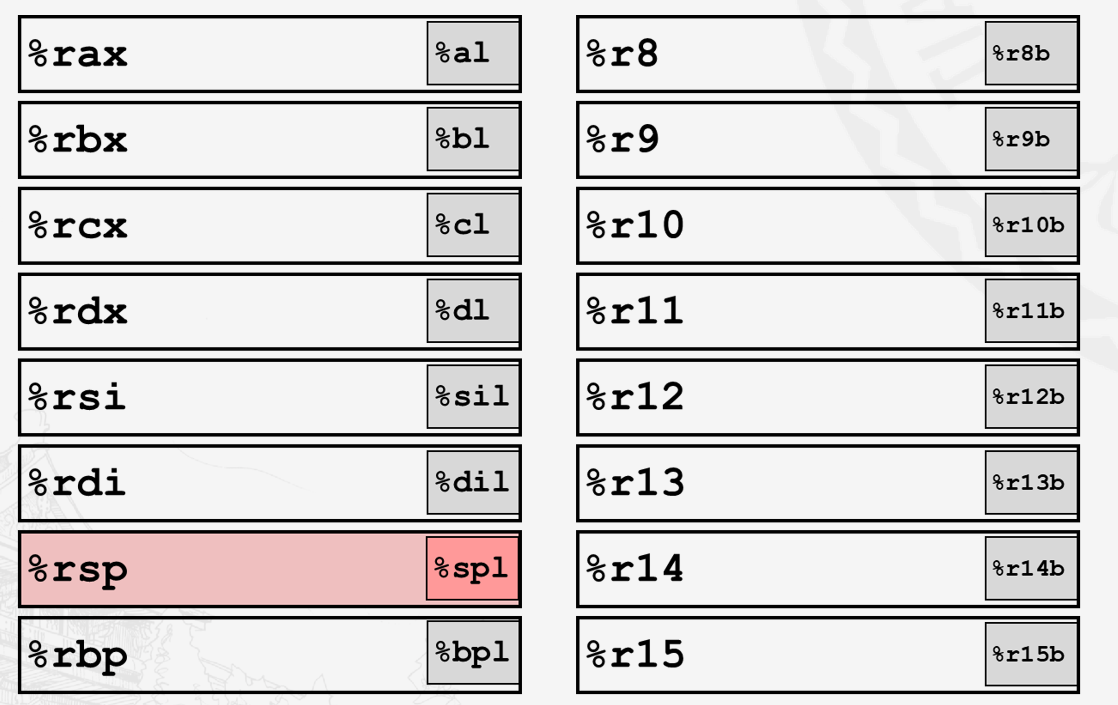 %rax %al
%rbx %bl
%rcx %cl
%rdx %dl
%rsi %sil
%rdi %dil
%rsp %spl
%rbp %bpl
%r8 %r8b
%r9 %r9b
%r10 %r10b
%r11 %r11b
%r12 %r12b
%r13 %r13b
%r14 %r14b
%r15 %r15b